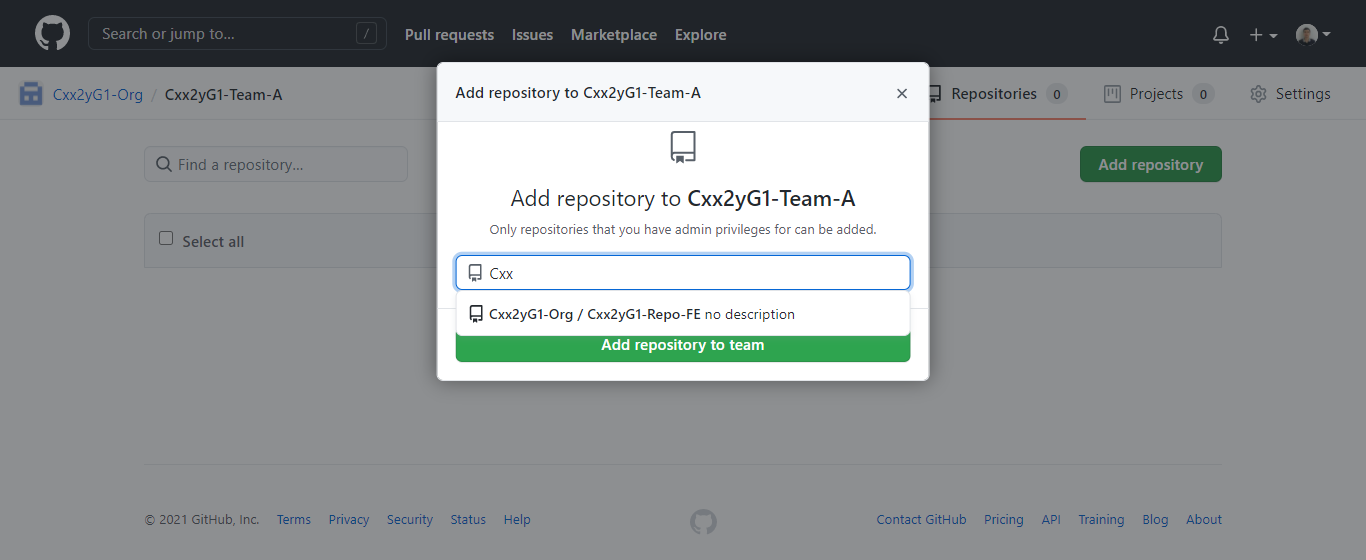 Search or jump to... /
Pull requests Issues Marketplace Explore
Cxx2yG1-Org / Cxx2yG1-Team-A
Repositories 0 Projects 0 Settings
Find a repository...
Add repository
Select all
Add repository to Cxx2yG1-Team-A
Add repository to Cxx2yG1-Team-A
Only repositories that you have admin privileges for can be added.
Cxx
Cxx2yG1-Org / Cxx2yG1-Repo-FE no description
Add repository to team
© 2021 GitHub, Inc. Terms Privacy Security Status Help
Contact GitHub Pricing API Training Blog About